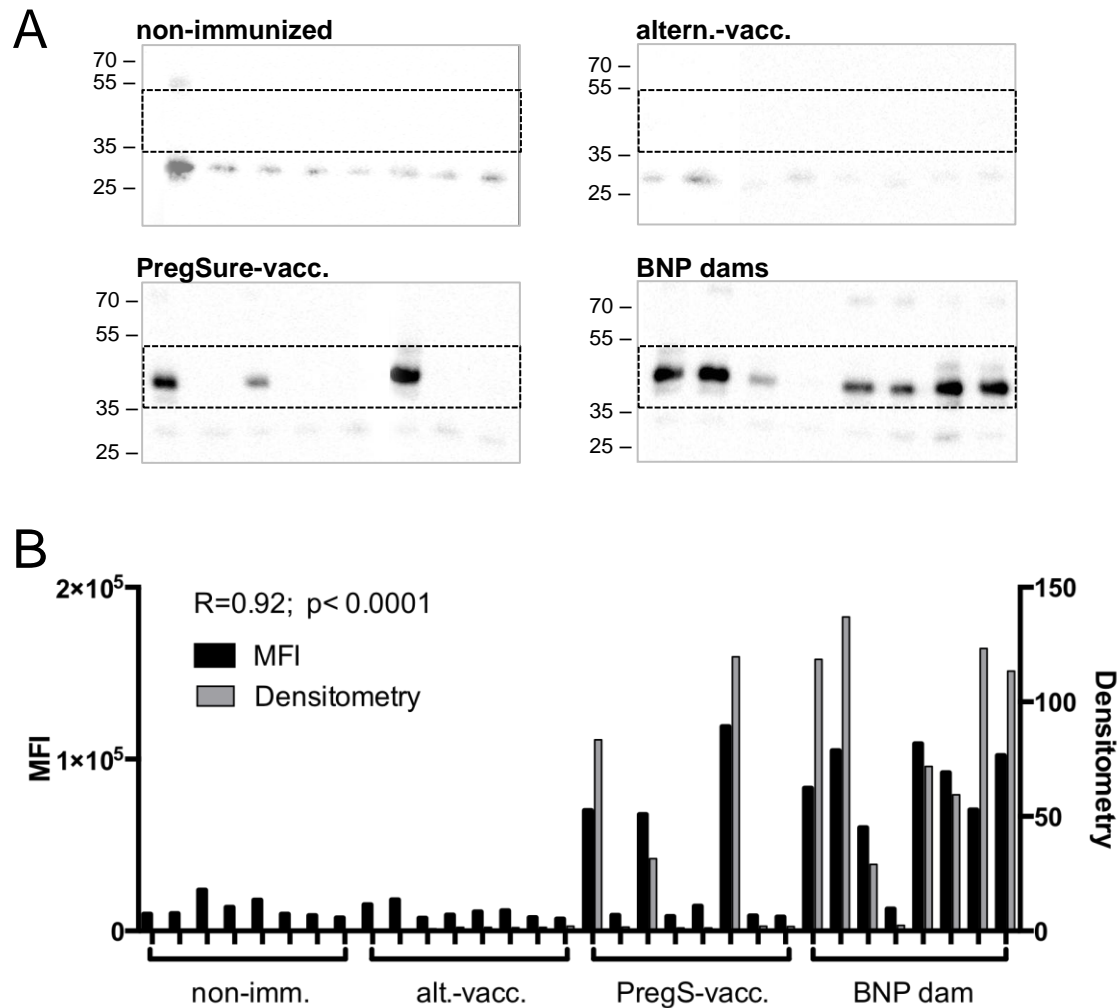 A
non-immunized
70 –
55 –
35 –
25 –
altern.-vacc.
70 –
55 –
35 –
25 –
PregSure-vacc.
70 –
55 –
35 –
25 –
BNP dams
70 –
55 –
35 –
25 –
B
2×10⁵
1×10⁵
0
MFI
R=0.92; p< 0.0001
MFI
Densitometry
150
100
50
0
Densitometry
non-imm. alt.-vacc. PregS-vacc. BNP dam